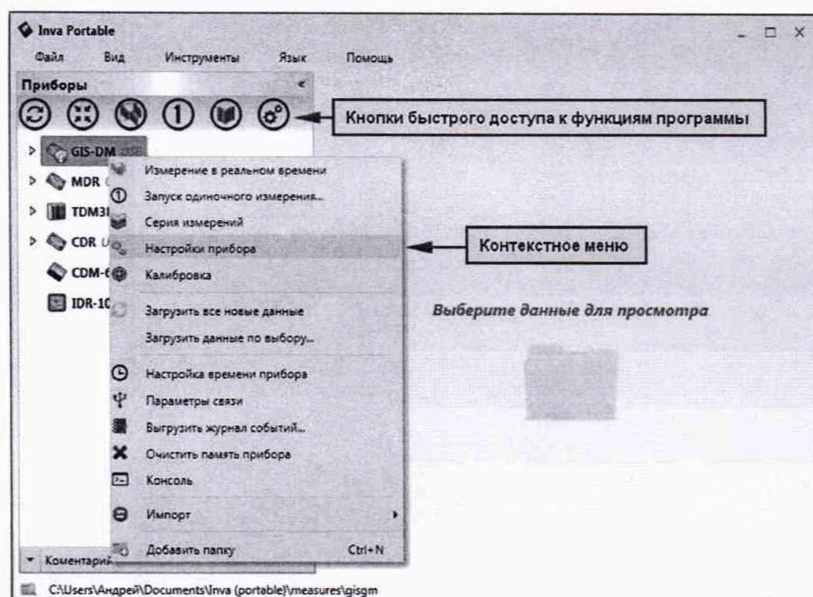 Inva Portable
Файл Вид Инструменты Язык Помощь
Приборы
Кнопки быстрого доступа к функциям программы
GIS-DM USB
MDR
TDM3
CDR
CDM-6
IDR-10
Измерение в реальном времени
Запуск одиночного измерения...
Серия измерений
Настройки прибора
Калибровка
Загрузить все новые данные
Загрузить данные по выбору...
Настройка времени прибора
Параметры связи
Выгрузить журнал событий...
Очистить память прибора
Консоль
Импорт
Добавить папку Ctrl+N
Контекстное меню
Выберите данные для просмотра
Коментарий
C:\Users\Андрей\Documents\Inva (portable)\measures\gisgm